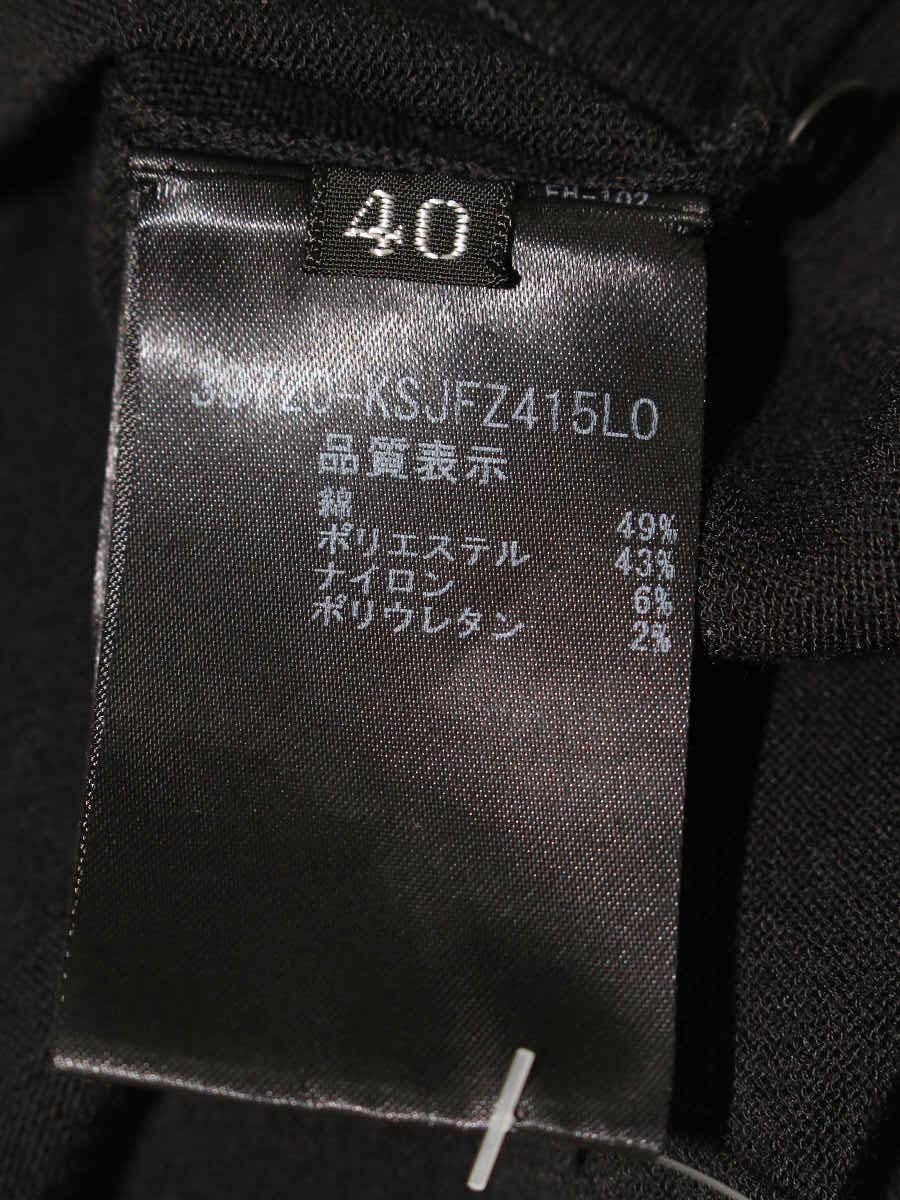 40
品質表示
綿 49%
ポリエステル 43%
ナイロン 6%
ポリウレタン 2%